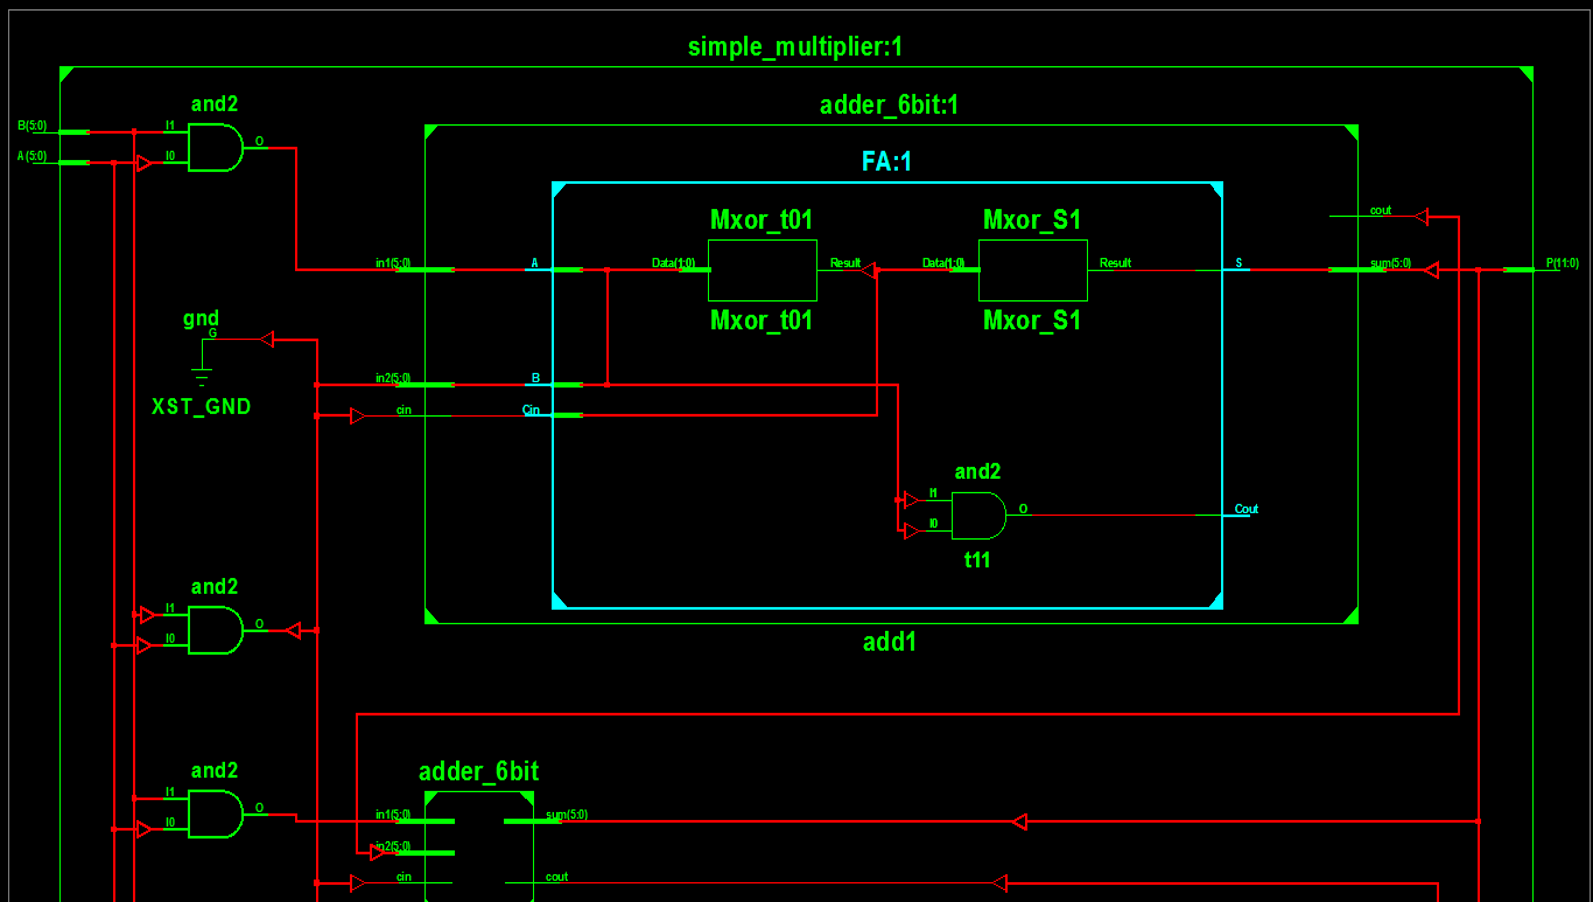 simple_multiplier:1
and2
adder_6bit:1
B(5:0)
I1
O
A(5:0)
I0
FA:1
Mxor_t01
Mxor_S1
cout
in1(5:0)
A
Data(1:0)
Result
Data(1:0)
Result
S
sum(5:0)
P(11:0)
gnd
G
Mxor_t01
Mxor_S1
in2(5:0)
B
XST_GND
cin
Cin
and2
I1
O
I0
Cout
t11
and2
I1
O
I0
add1
and2
adder_6bit
I1
O
I0
in1(5:0)
sum(5:0)
in2(5:0)
cin
cout